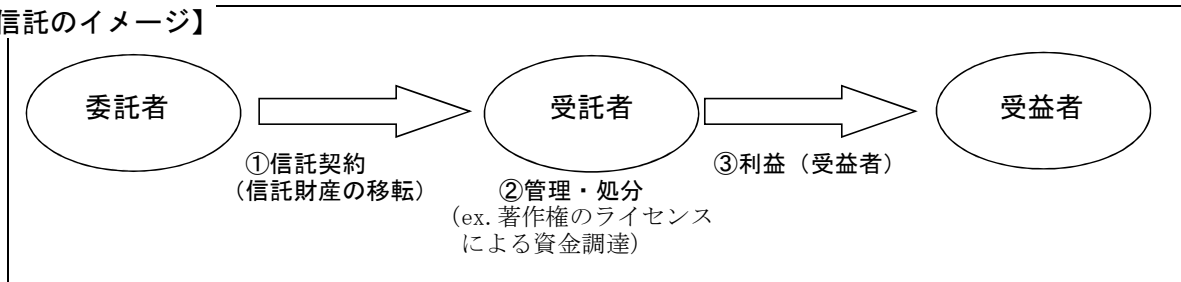 信託のイメージ】
委託者
受託者
受益者
①信託契約
（信託財産の移転）
②管理・処分
（ex.著作権のライセンス
による資金調達）
③利益（受益者）